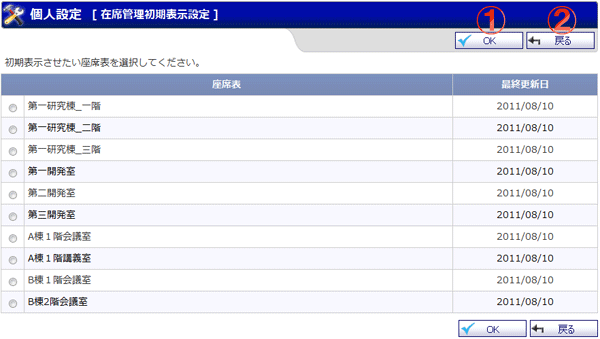 個人設定 [ 在席管理初期表示設定 ]
① ②
OK 戻る
初期表示させたい座席表を選択してください。
座席表 最終更新日
第一研究棟_一階 2011/08/10
第一研究棟_二階 2011/08/10
第一研究棟_三階 2011/08/10
第一開発室 2011/08/10
第二開発室 2011/08/10
第三開発室 2011/08/10
A棟１階会議室 2011/08/10
A棟１階講義室 2011/08/10
B棟１階会議室 2011/08/10
B棟2階会議室 2011/08/10
OK 戻る